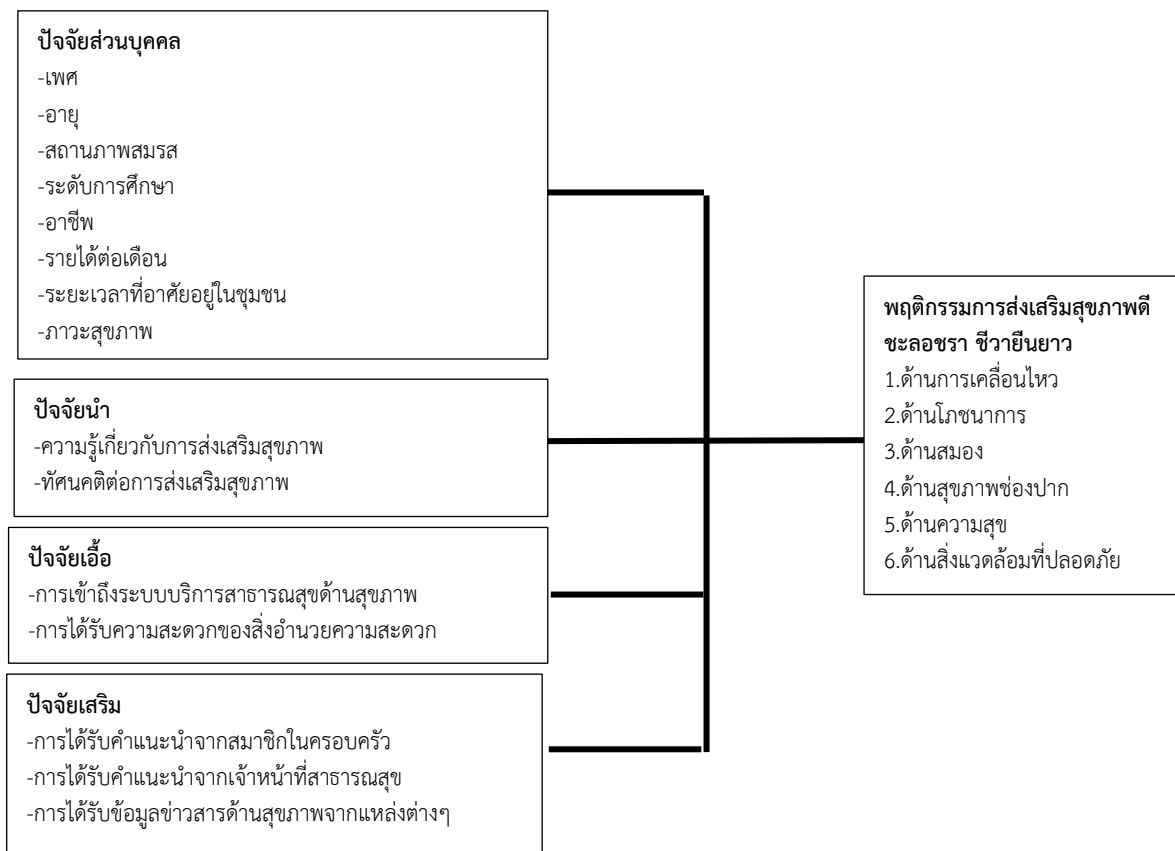 ปัจจัยส่วนบุคคล
-เพศ
-อายุ
-สถานภาพสมรส
-ระดับการศึกษา
-อาชีพ
-รายได้ต่อเดือน
-ระยะเวลาที่อาศัยอยู่ในชุมชน
-ภาวะสุขภาพ
ปัจจัยนำ
-ความรู้เกี่ยวกับการส่งเสริมสุขภาพ
-ทัศนคติต่อการส่งเสริมสุขภาพ
ปัจจัยเอื้อ
-การเข้าถึงระบบบริการสาธารณสุขด้านสุขภาพ
-การได้รับความสะดวกของสิ่งอำนวยความสะดวก
ปัจจัยเสริม
-การได้รับคำแนะนำจากสมาชิกในครอบครัว
-การได้รับคำแนะนำจากเจ้าหน้าที่สาธารณสุข
-การได้รับข้อมูลข่าวสารด้านสุขภาพจากแหล่งต่างๆ
พฤติกรรมการส่งเสริมสุขภาพดี
ชะลอชรา ชีวายืนยาว
1.ด้านการเคลื่อนไหว
2.ด้านโภชนาการ
3.ด้านสมอง
4.ด้านสุขภาพช่องปาก
5.ด้านความสุข
6.ด้านสิ่งแวดล้อมที่ปลอดภัย